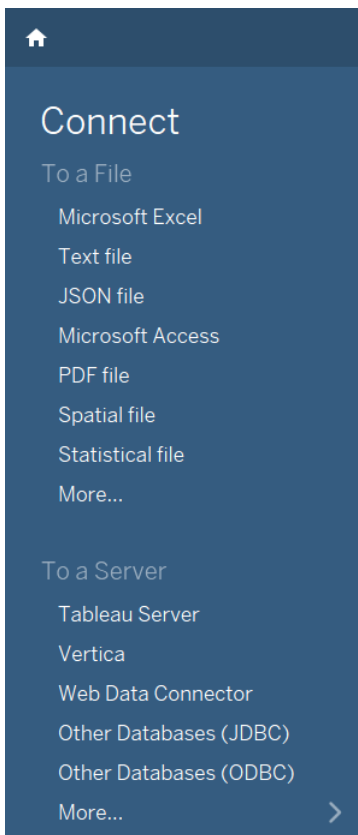 Connect
To a File
Microsoft Excel
Text file
JSON file
Microsoft Access
PDF file
Spatial file
Statistical file
More...
To a Server
Tableau Server
Vertica
Web Data Connector
Other Databases (JDBC)
Other Databases (ODBC)
More...